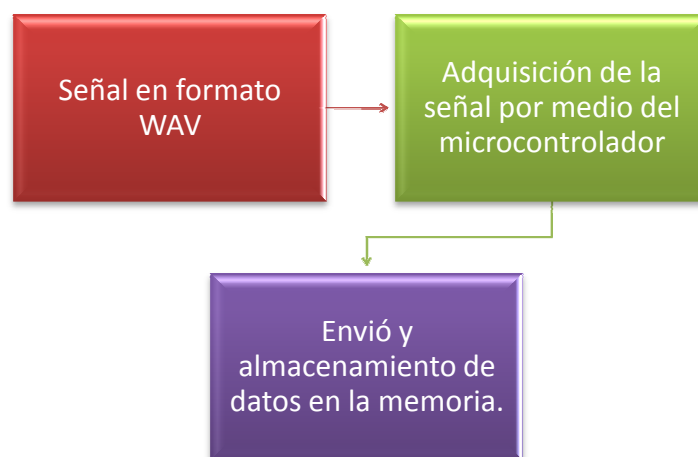 Señal en formato
WAV
Adquisición de la
señal por medio del
microcontrolador
Envió y
almacenamiento de
datos en la memoria.